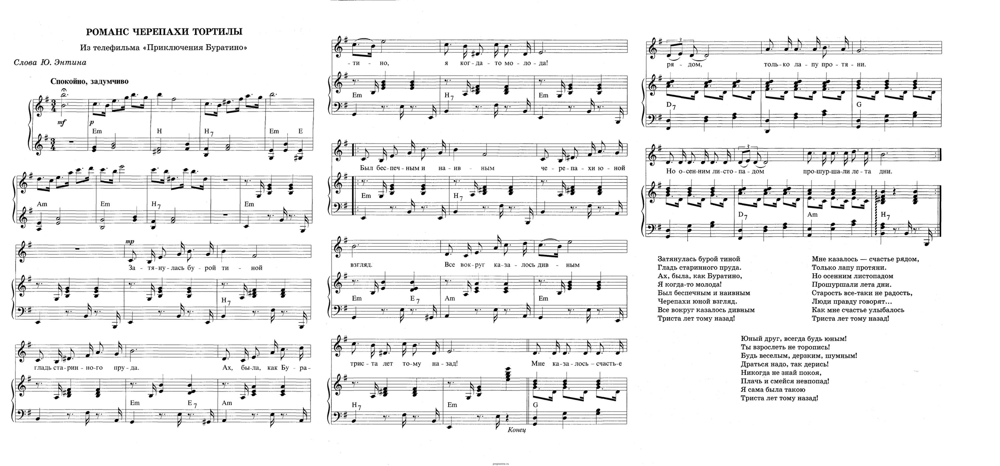 РОМАНС ЧЕРЕПАХИ ТОРТИЛЫ
Из телефильма «Приключения Буратино»
Слова Ю. Энтина
Спокойно, задумчиво
3 4
mf p
Em H H7 Em E
3 4
Am Em H7 Em
mp
За - тя-ну-лась бу - рой ти - ной
H7
гладь ста-рин-но-го пру-да. Ах, бы-ла, как Бу - ра-
Em E7 Am
- ти - но, я ког-да - то мо-ло-да!
Em H7 Em
Был бес-печ-ным и на-ив - ным че-ре-па-хи ю-ной
Em H7
взгляд. Все вок-руг ка-за-лось див - ным
Em E7 Am Em
трис-та лет то-му на-зад! Мне ка-за-лось – счасть-е
H7 Em G
Конец
3
ря - дом, толь-ко ла-пу про-тя-ни.
D7 G
3
Но о-сен-ним ли-сто-па-дом про-шур-ша-ли ле-та дни.
D7 Am H7
Затянулась бурой тиной
Гладь старинного пруда.
Ах, была, как Буратино,
Я когда-то молода!
Был беспечным и наивным
Черепахи юной взгляд.
Все вокруг казалось дивным
Триста лет тому назад!
Мне казалось — счастье рядом,
Только лапу протяни.
Но осенним листопадом
Прошуршали лета дни.
Старость все-таки не радость,
Люди правду говорят...
Как мне счастье улыбалось
Триста лет тому назад!
Юный друг, всегда будь юным!
Ты взрослеть не торопись!
Будь веселым, дерзким, шумным!
Драться надо, так дерись!
Никогда не знай покоя,
Плачь и смейся невпопад!
Я сама была такою
Триста лет тому назад!
propianino.ru